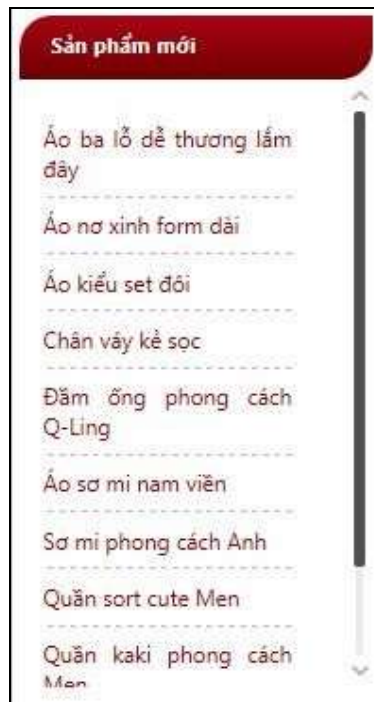 Sản phẩm mới
Áo ba lỗ dễ thương lắm
đây
Áo nơ xinh form dài
Áo kiểu set đôi
Chân váy kẻ sọc
Đầm ống phong cách
Q-Ling
Áo sơ mi nam viền
Sơ mi phong cách Anh
Quần sort cute Men
Quần kaki phong cách
Men